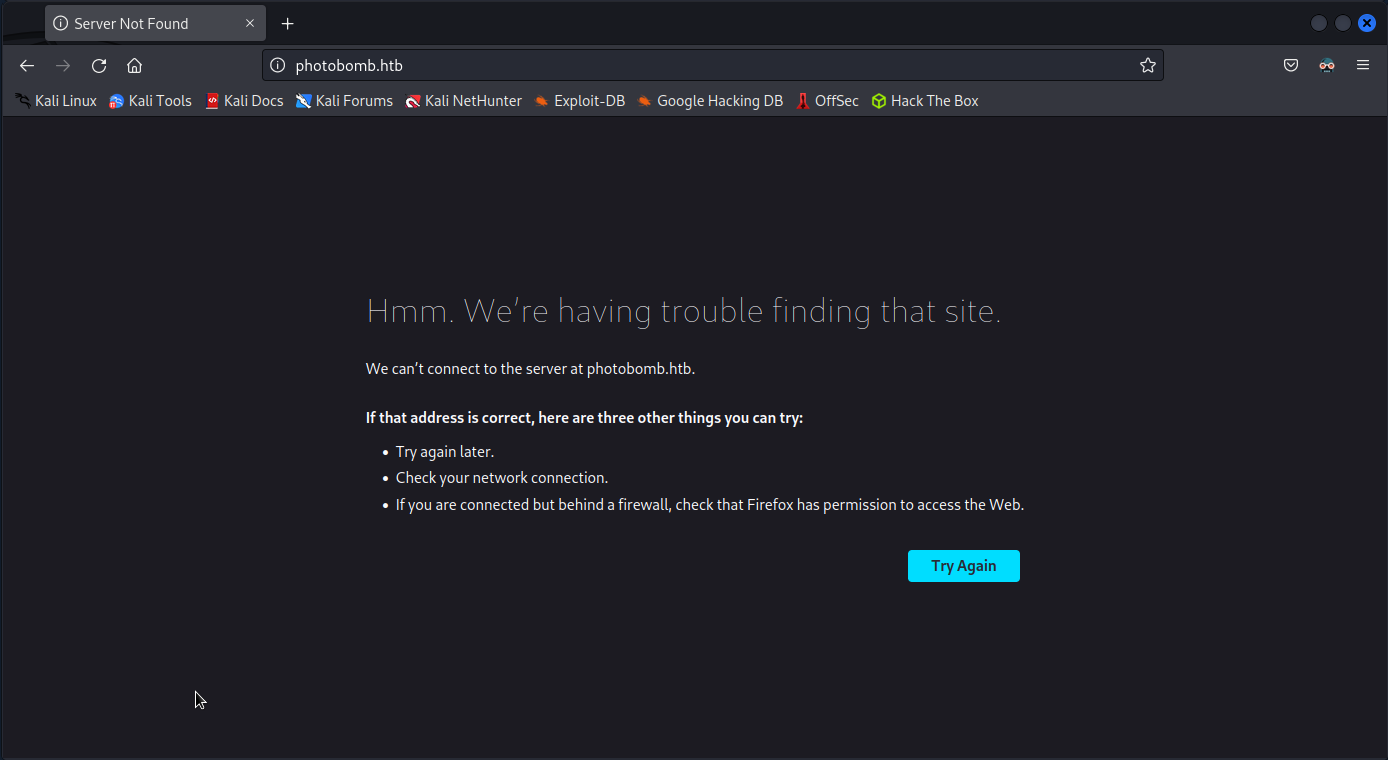 Server Not Found
photobomb.htb
Kali Linux Kali Tools Kali Docs Kali Forums Kali NetHunter Exploit-DB Google Hacking DB OffSec Hack The Box
Hmm. We're having trouble finding that site.
We can't connect to the server at photobomb.htb.
If that address is correct, here are three other things you can try:
Try again later.
Check your network connection.
If you are connected but behind a firewall, check that Firefox has permission to access the Web.
Try Again